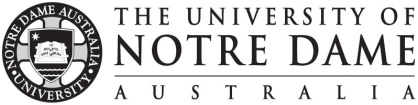 NOTRE DAME AUSTRALIA
• UNIVERSITY •
THE UNIVERSITY OF
NOTRE DAME
AUSTRALIA